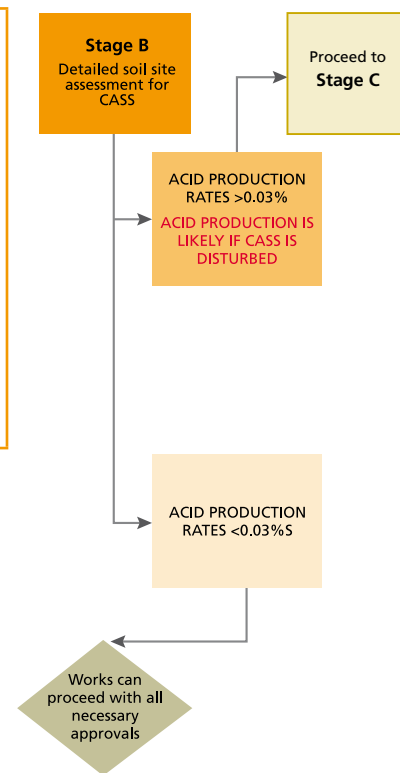 Stage B
Detailed soil site
assessment for
CASS
Proceed to
Stage C
ACID PRODUCTION
RATES >0.03%
ACID PRODUCTION IS
LIKELY IF CASS IS
DISTURBED
ACID PRODUCTION
RATES <0.03%S
Works can
proceed with all
necessary
approvals